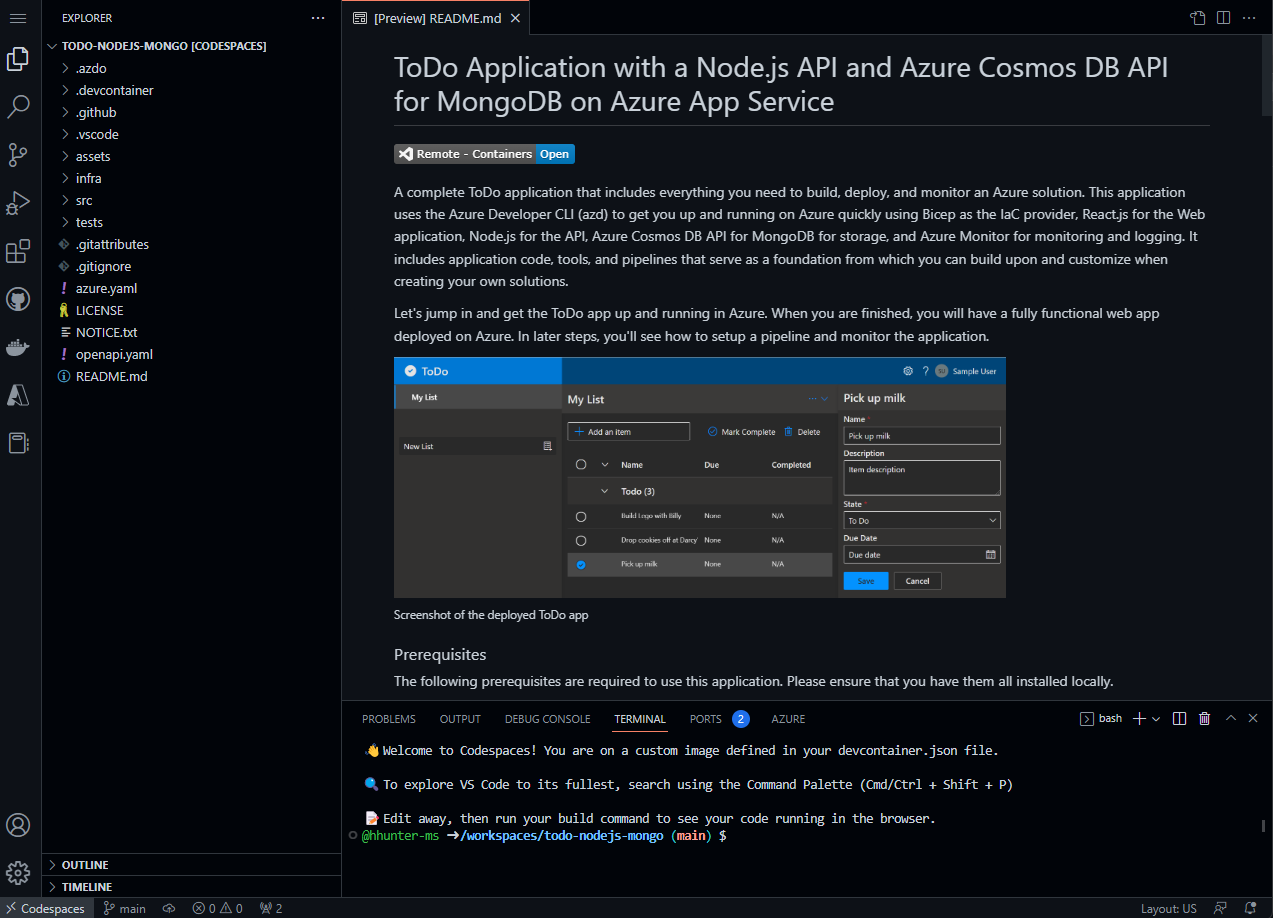 EXPLORER
TODO-NODEJS-MONGO [CODESPACES]
.azdo
.devcontainer
.github
.vscode
assets
infra
src
tests
.gitattributes
.gitignore
azure.yaml
LICENSE
NOTICE.txt
openapi.yaml
README.md
OUTLINE
TIMELINE
[Preview] README.md
ToDo Application with a Node.js API and Azure Cosmos DB API
for MongoDB on Azure App Service
Remote - Containers Open
A complete ToDo application that includes everything you need to build, deploy, and monitor an Azure solution. This application
uses the Azure Developer CLI (azd) to get you up and running on Azure quickly using Bicep as the IaC provider, React.js for the Web
application, Node.js for the API, Azure Cosmos DB API for MongoDB for storage, and Azure Monitor for monitoring and logging. It
includes application code, tools, and pipelines that serve as a foundation from which you can build upon and customize when
creating your own solutions.
Let's jump in and get the ToDo app up and running in Azure. When you are finished, you will have a fully functional web app
deployed on Azure. In later steps, you'll see how to setup a pipeline and monitor the application.
ToDo
? SU Sample User
My List
New List
My List
Add an item Mark Complete Delete
Name Due Completed
Todo (3)
Build Lego with Billy None N/A
Drop cookies off at Darcy' None N/A
Pick up milk None N/A
Pick up milk
Name *
Pick up milk
Description
Item description
State *
To Do
Due Date
Due date
Save Cancel
Screenshot of the deployed ToDo app
Prerequisites
The following prerequisites are required to use this application. Please ensure that you have them all installed locally.
PROBLEMS OUTPUT DEBUG CONSOLE TERMINAL PORTS 2 AZURE
bash
👋 Welcome to Codespaces! You are on a custom image defined in your devcontainer.json file.
🔍 To explore VS Code to its fullest, search using the Command Palette (Cmd/Ctrl + Shift + P)
📝 Edit away, then run your build command to see your code running in the browser.
@hhunter-ms ➜/workspaces/todo-nodejs-mongo (main) $
Codespaces main 0 0 2
Layout: US